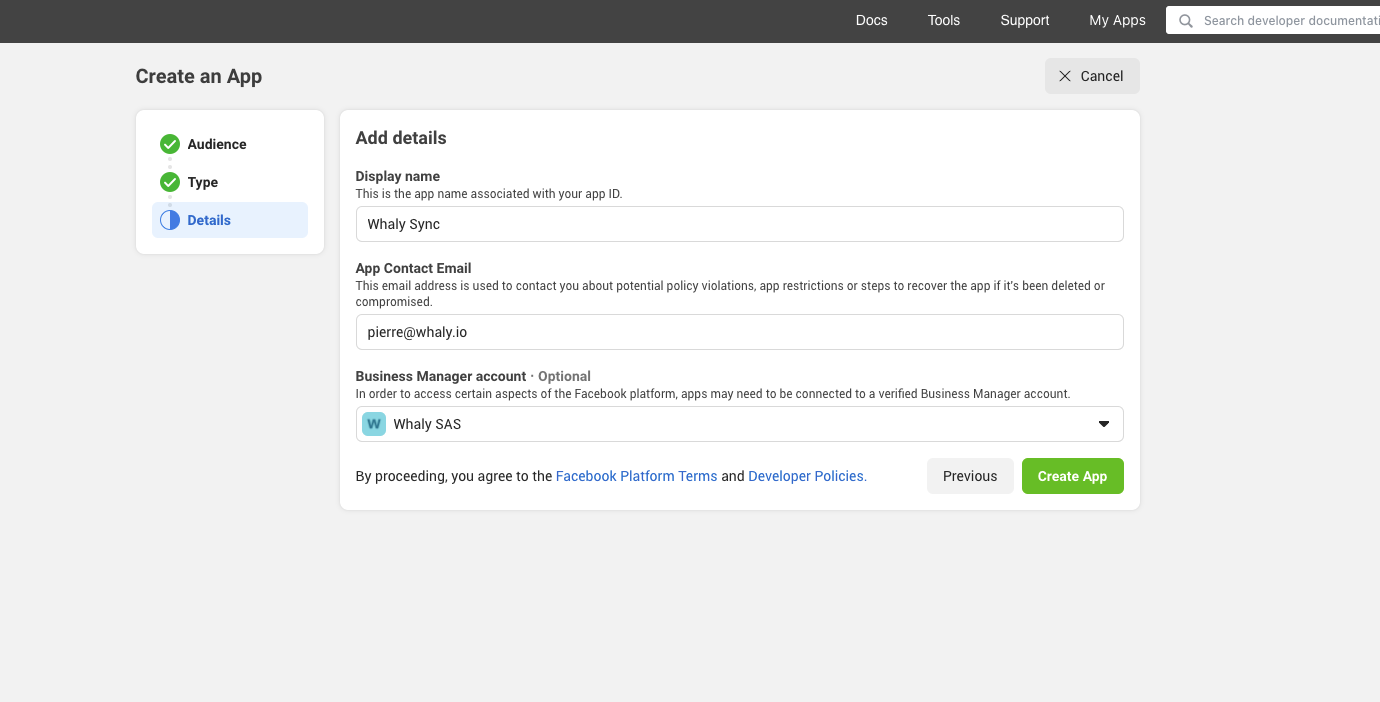 Docs Tools Support My Apps Search developer documentati
Create an App
Cancel
Audience
Type
Details
Add details
Display name
This is the app name associated with your app ID.
Whaly Sync
App Contact Email
This email address is used to contact you about potential policy violations, app restrictions or steps to recover the app if it's been deleted or
compromised.
pierre@whaly.io
Business Manager account · Optional
In order to access certain aspects of the Facebook platform, apps may need to be connected to a verified Business Manager account.
W Whaly SAS
By proceeding, you agree to the Facebook Platform Terms and Developer Policies.
Previous
Create App